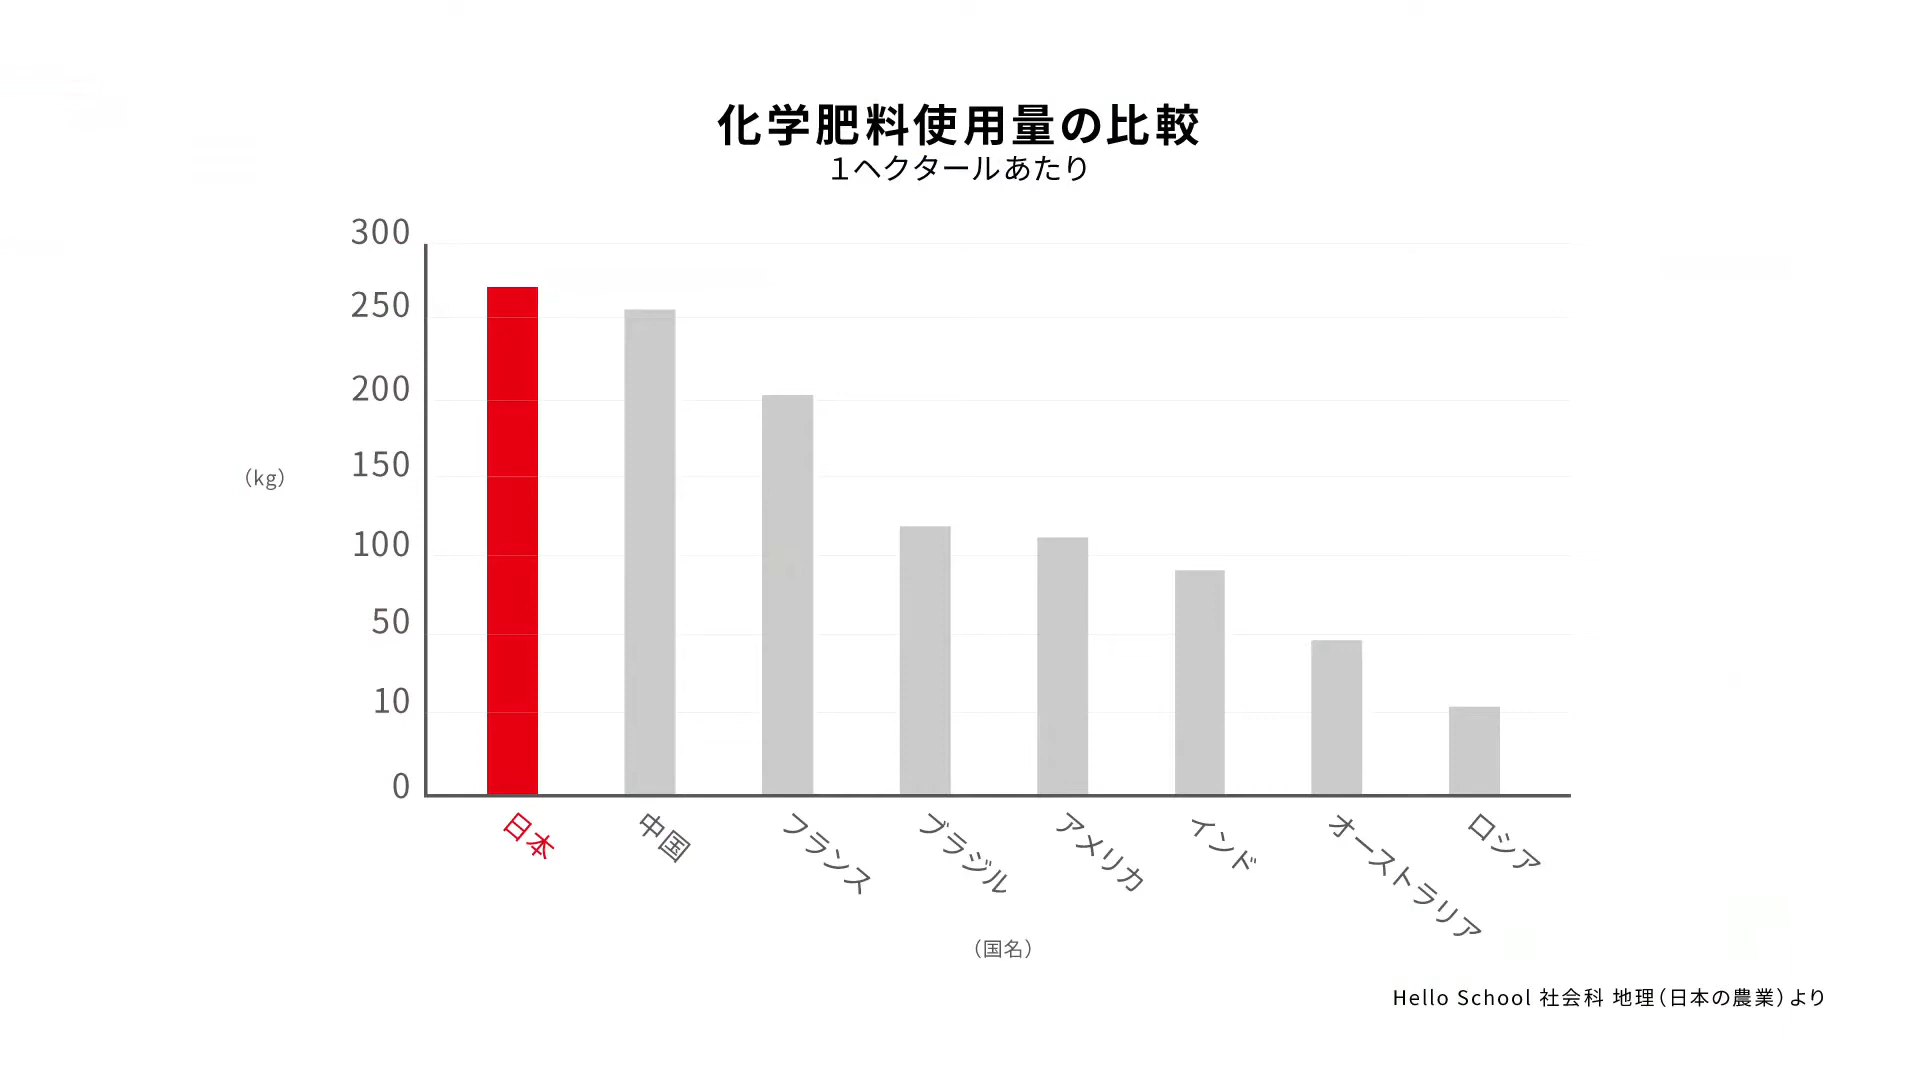 化学肥料使用量の比較
1ヘクタールあたり
300
250
200
150
100
50
10
0
（kg）
日本
中国
フランス
ブラジル
アメリカ
インド
オーストラリア
ロシア
（国名）
Hello School 社会科 地理（日本の農業）より